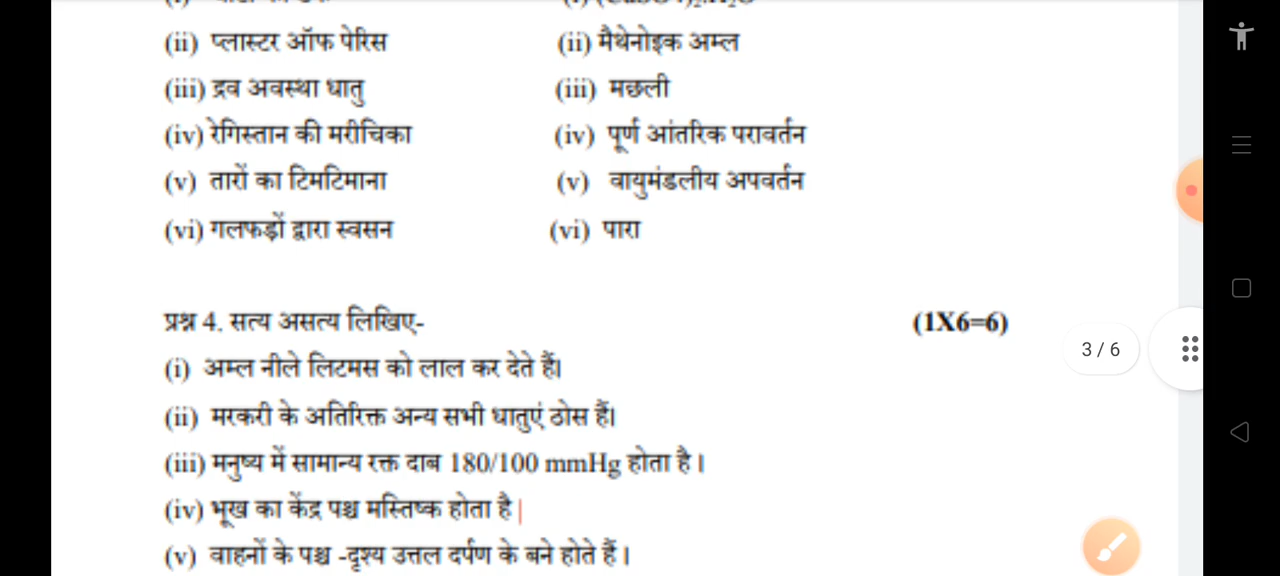 (ii) प्लास्टर ऑफ पेरिस (ii) मैथेनोइक अम्ल
(iii) द्रव अवस्था धातु (iii) मछली
(iv) रेगिस्तान की मरीचिका (iv) पूर्ण आंतरिक परावर्तन
(v) तारों का टिमटिमाना (v) वायुमंडलीय अपवर्तन
(vi) गलफड़ों द्वारा स्वसन (vi) पारा
प्रश्न 4. सत्य असत्य लिखिए- (1X6=6)
(i) अम्ल नीले लिटमस को लाल कर देते हैं।
(ii) मरकरी के अतिरिक्त अन्य सभी धातुएं ठोस हैं।
(iii) मनुष्य में सामान्य रक्त दाब 180/100 mmHg होता है ।
(iv) भूख का केंद्र पश्च मस्तिष्क होता है |
(v) वाहनों के पश्च -दृश्य उत्तल दर्पण के बने होते हैं ।
3 / 6